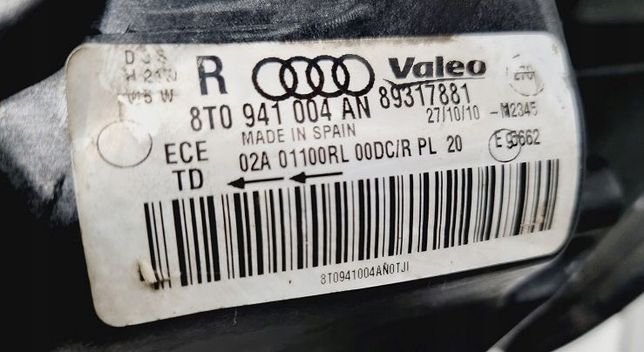 D3S
H21W
W5W
R Valeo
8T0 941 004 AN 89317881
MADE IN SPAIN 27/10/10
ECE 02A 01100RL 00DC/R PL 20
TD
8T0941004AN0TJI